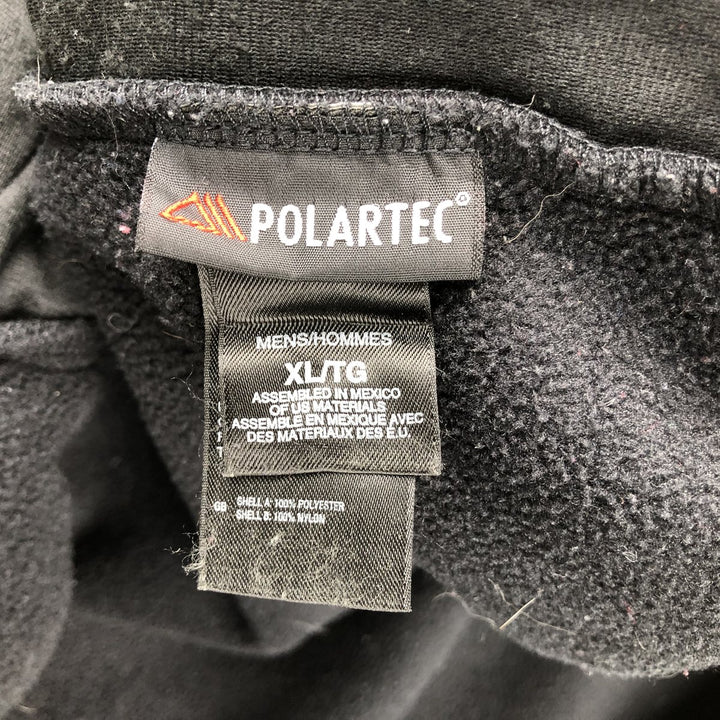 POLARTEC®
MENS/HOMMES
XL/TG
ASSEMBLED IN MEXICO
OF US MATERIALS
ASSEMBLE EN MEXIQUE AVEC
DES MATERIAUX DES E.U.
SHELL A: 100% POLYESTER
SHELL B: 100% NYLON